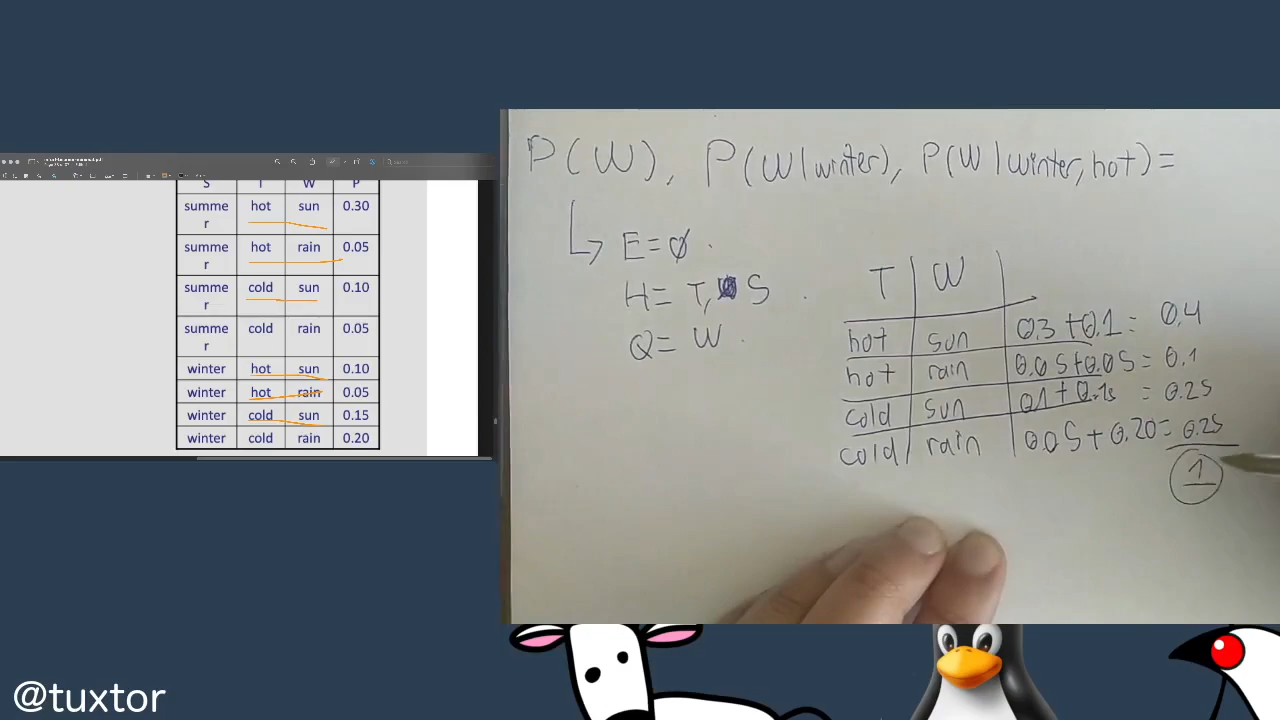 S T W P
summe hot sun 0.30
r
summe hot rain 0.05
r
summe cold sun 0.10
r
summe cold rain 0.05
r
winter hot sun 0.10
winter hot rain 0.05
winter cold sun 0.15
winter cold rain 0.20
P(W), P(W|winter), P(W|winter, hot) =
E = ∅.
H = T, S
Q = W.
T W
hot sun 0.3 + 0.1 = 0.4
hot rain 0.05 + 0.05 = 0.1
cold sun 0.1 + = 0.25
cold rain 0.05 + 0.20 = 0.25
1
@tuxtor